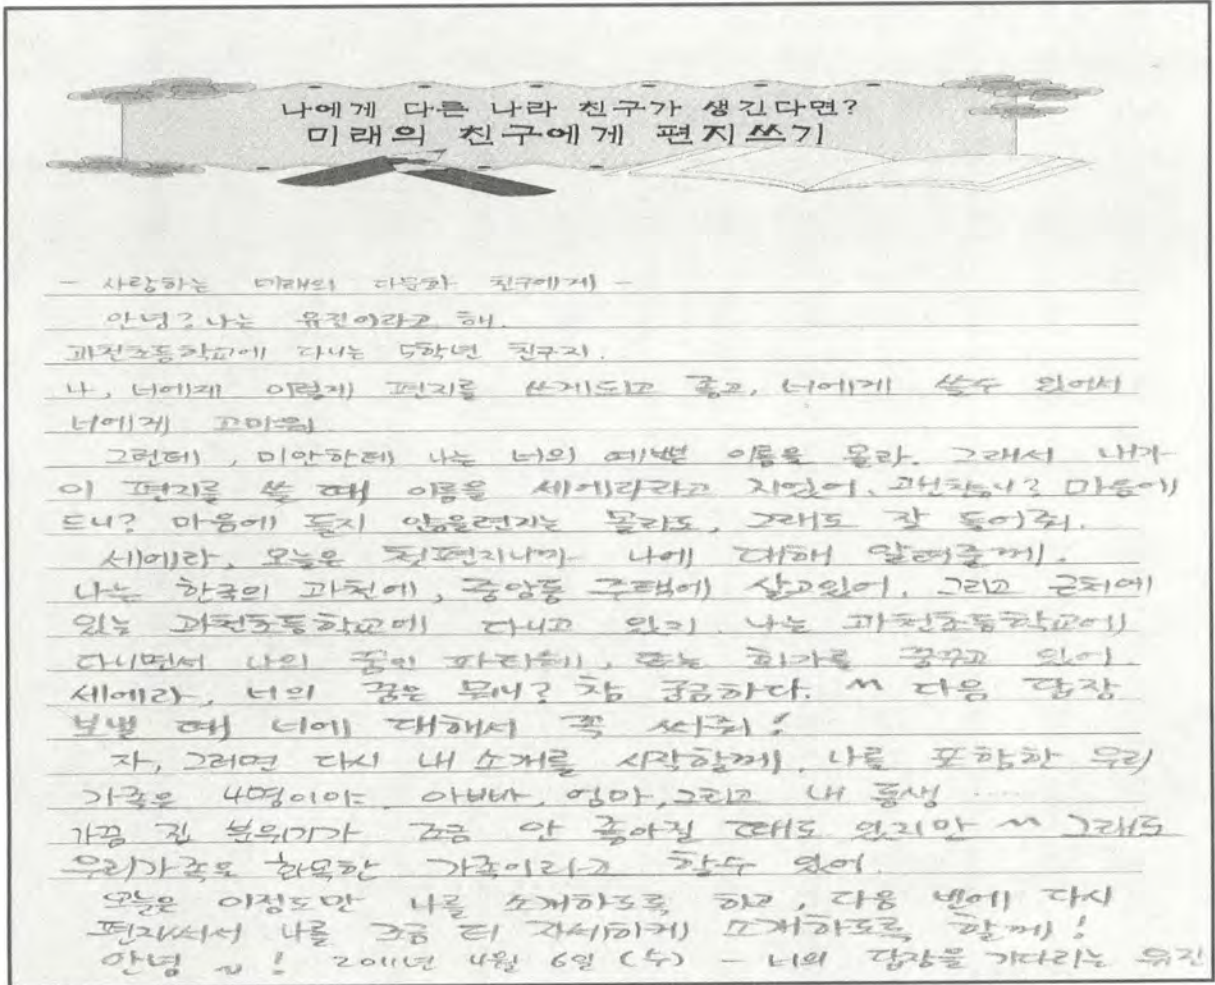 나에게 다른 나라 친구가 생긴다면?
미래의 친구에게 편지쓰기
- 사랑하는 미래의 다문화 친구에게 -
안녕? 나는 유진이라고 해.
과천초등학교에 다니는 5학년 친구지.
나, 너에게 이렇게 편지를 쓰게되고 좋고, 너에게 쓸수 있어서
너에게 고마워
그런데, 미안한데 나는 너의 예쁜 이름을 몰라. 그래서 내가
이 편지를 쓸 때 이름을 세에라라고 지었어. 괜찮니? 마음에
드니? 마음에 들지 않을런지는 몰라도, 그래도 잘 들어줘.
세에라, 오늘은 첫편지니까 나에 대해 알려줄께.
나는 한국의 과천에, 중앙동 주택에 살고있어. 그리고 근처에
있는 과천초등학교에 다니고 있지. 나는 과천초등학교에
다니면서 나의 꿈인 파티쉐, 또는 화가를 꿈꾸고 있어.
세에라, 너의 꿈은 뭐니? 참 궁금하다. ^^ 다음 답장
보낼 때 너에 대해서 꼭 써줘!
자, 그러면 다시 내 소개를 시작할께. 나를 포함한 우리
가족은 4명이야. 아빠, 엄마, 그리고 내 동생 ....
가끔 집 분위기가 조금 안 좋아질 때도 있지만 ^^ 그래도
우리가족은 화목한 가족이라고 할수 있어.
오늘은 이정도만 나를 소개하도록 하고, 다음 번에 다시
편지써서 나를 조금 더 자세하게 소개하도록 할께!
안녕 ~! 2011년 4월 6일 (수) - 너의 답장을 기다리는 유진